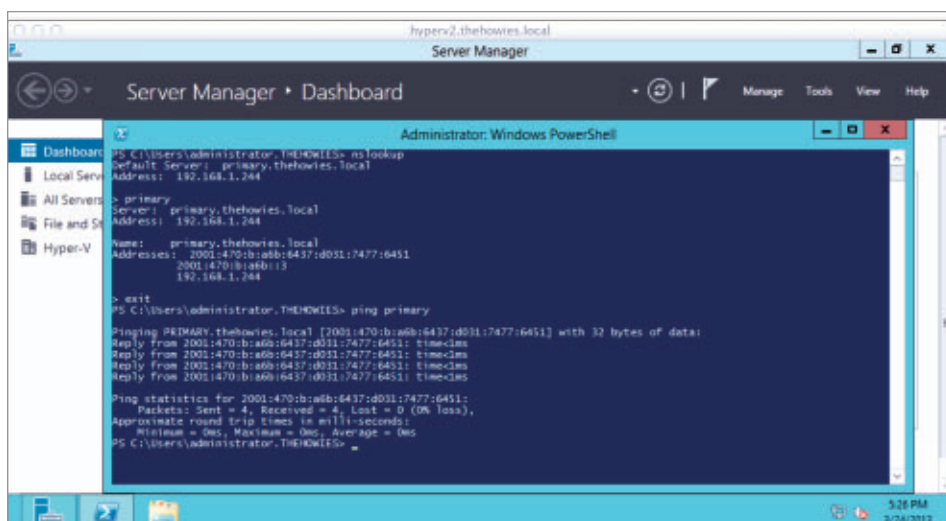 hyperv2.thehowies.local
Server Manager
Server Manager • Dashboard
Manage Tools View Help
Administrator: Windows PowerShell
Dashboard
Local Serv
All Servers
File and St
Hyper-V
PS C:\Users\administrator.THEHOWIES> nslookup
Default Server:  primary.thehowies.local
Address:  192.168.1.244
> primary
Server:  primary.thehowies.local
Address:  192.168.1.244
Name:    primary.thehowies.local
Addresses:  2001:470:b:a6b:6437:d031:7477:6451
2001:470:b:a6b::3
192.168.1.244
> exit
PS C:\Users\administrator.THEHOWIES> ping primary
Pinging PRIMARY.thehowies.local [2001:470:b:a6b:6437:d031:7477:6451] with 32 bytes of data:
Reply from 2001:470:b:a6b:6437:d031:7477:6451: time<1ms
Reply from 2001:470:b:a6b:6437:d031:7477:6451: time<1ms
Reply from 2001:470:b:a6b:6437:d031:7477:6451: time<1ms
Reply from 2001:470:b:a6b:6437:d031:7477:6451: time<1ms
Ping statistics for 2001:470:b:a6b:6437:d031:7477:6451:
Packets: Sent = 4, Received = 4, Lost = 0 (0% loss),
Approximate round trip times in milli-seconds:
Minimum = 0ms, Maximum = 0ms, Average = 0ms
PS C:\Users\administrator.THEHOWIES>
5:26 PM